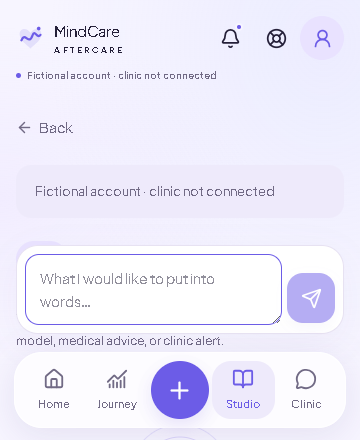 MindCare
AFTERCARE
Fictional account · clinic not connected
Back
Fictional account · clinic not connected
What I would like to put into
words...
model, medical advice, or clinic alert.
Home
Journey
Studio
Clinic